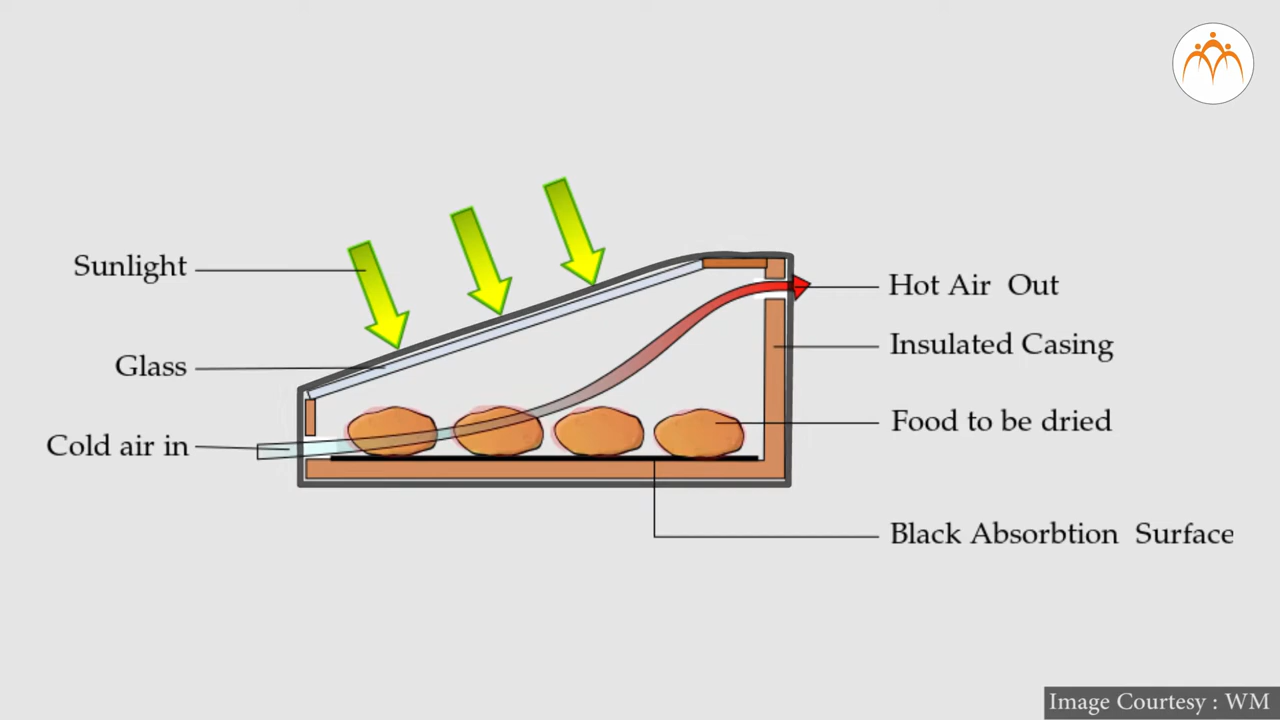 Sunlight
Glass
Cold air in
Hot Air Out
Insulated Casing
Food to be dried
Black Absorbtion Surface
Image Courtesy : WM